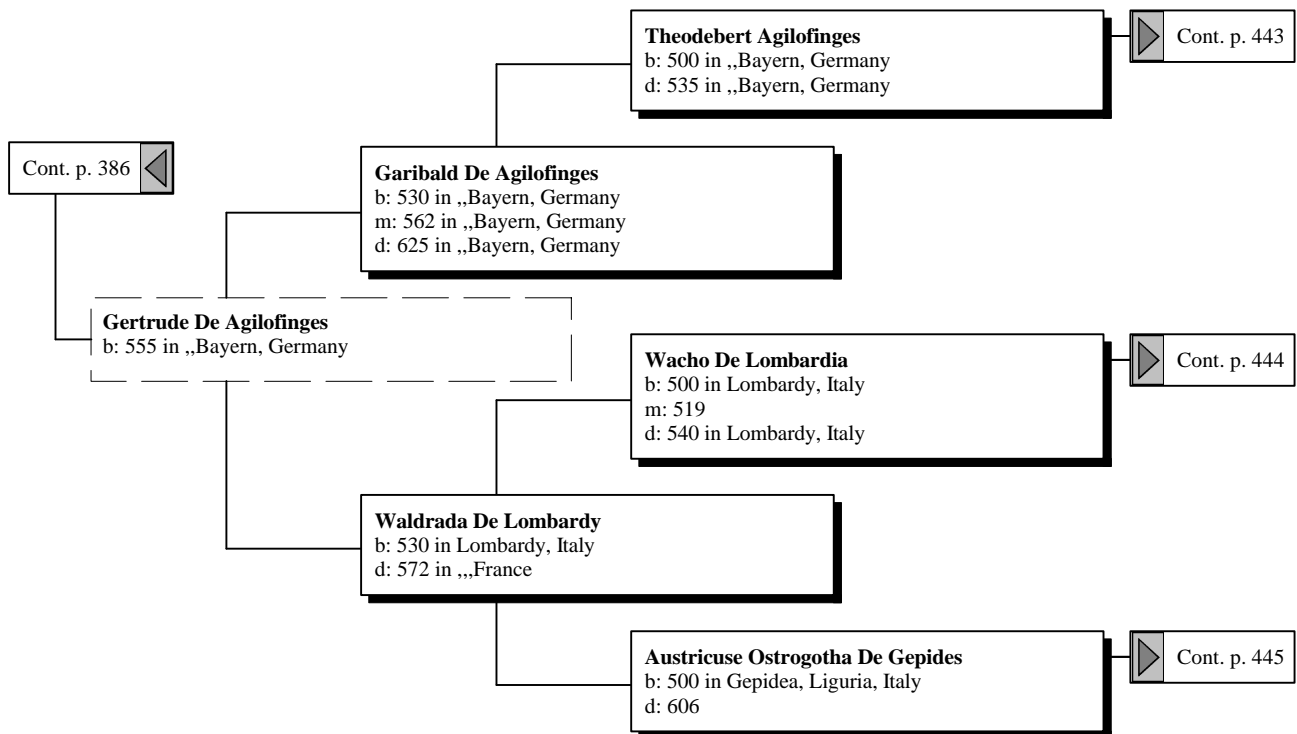 Theodebert Agilofinges
b: 500 in ,,Bayern, Germany
d: 535 in ,,Bayern, Germany
Cont. p. 443
Cont. p. 386
Garibald De Agilofinges
b: 530 in ,,Bayern, Germany
m: 562 in ,,Bayern, Germany
d: 625 in ,,Bayern, Germany
Gertrude De Agilofinges
b: 555 in ,,Bayern, Germany
Wacho De Lombardia
b: 500 in Lombardy, Italy
m: 519
d: 540 in Lombardy, Italy
Cont. p. 444
Waldrada De Lombardy
b: 530 in Lombardy, Italy
d: 572 in ,,,France
Austricuse Ostrogotha De Gepides
b: 500 in Gepidea, Liguria, Italy
d: 606
Cont. p. 445